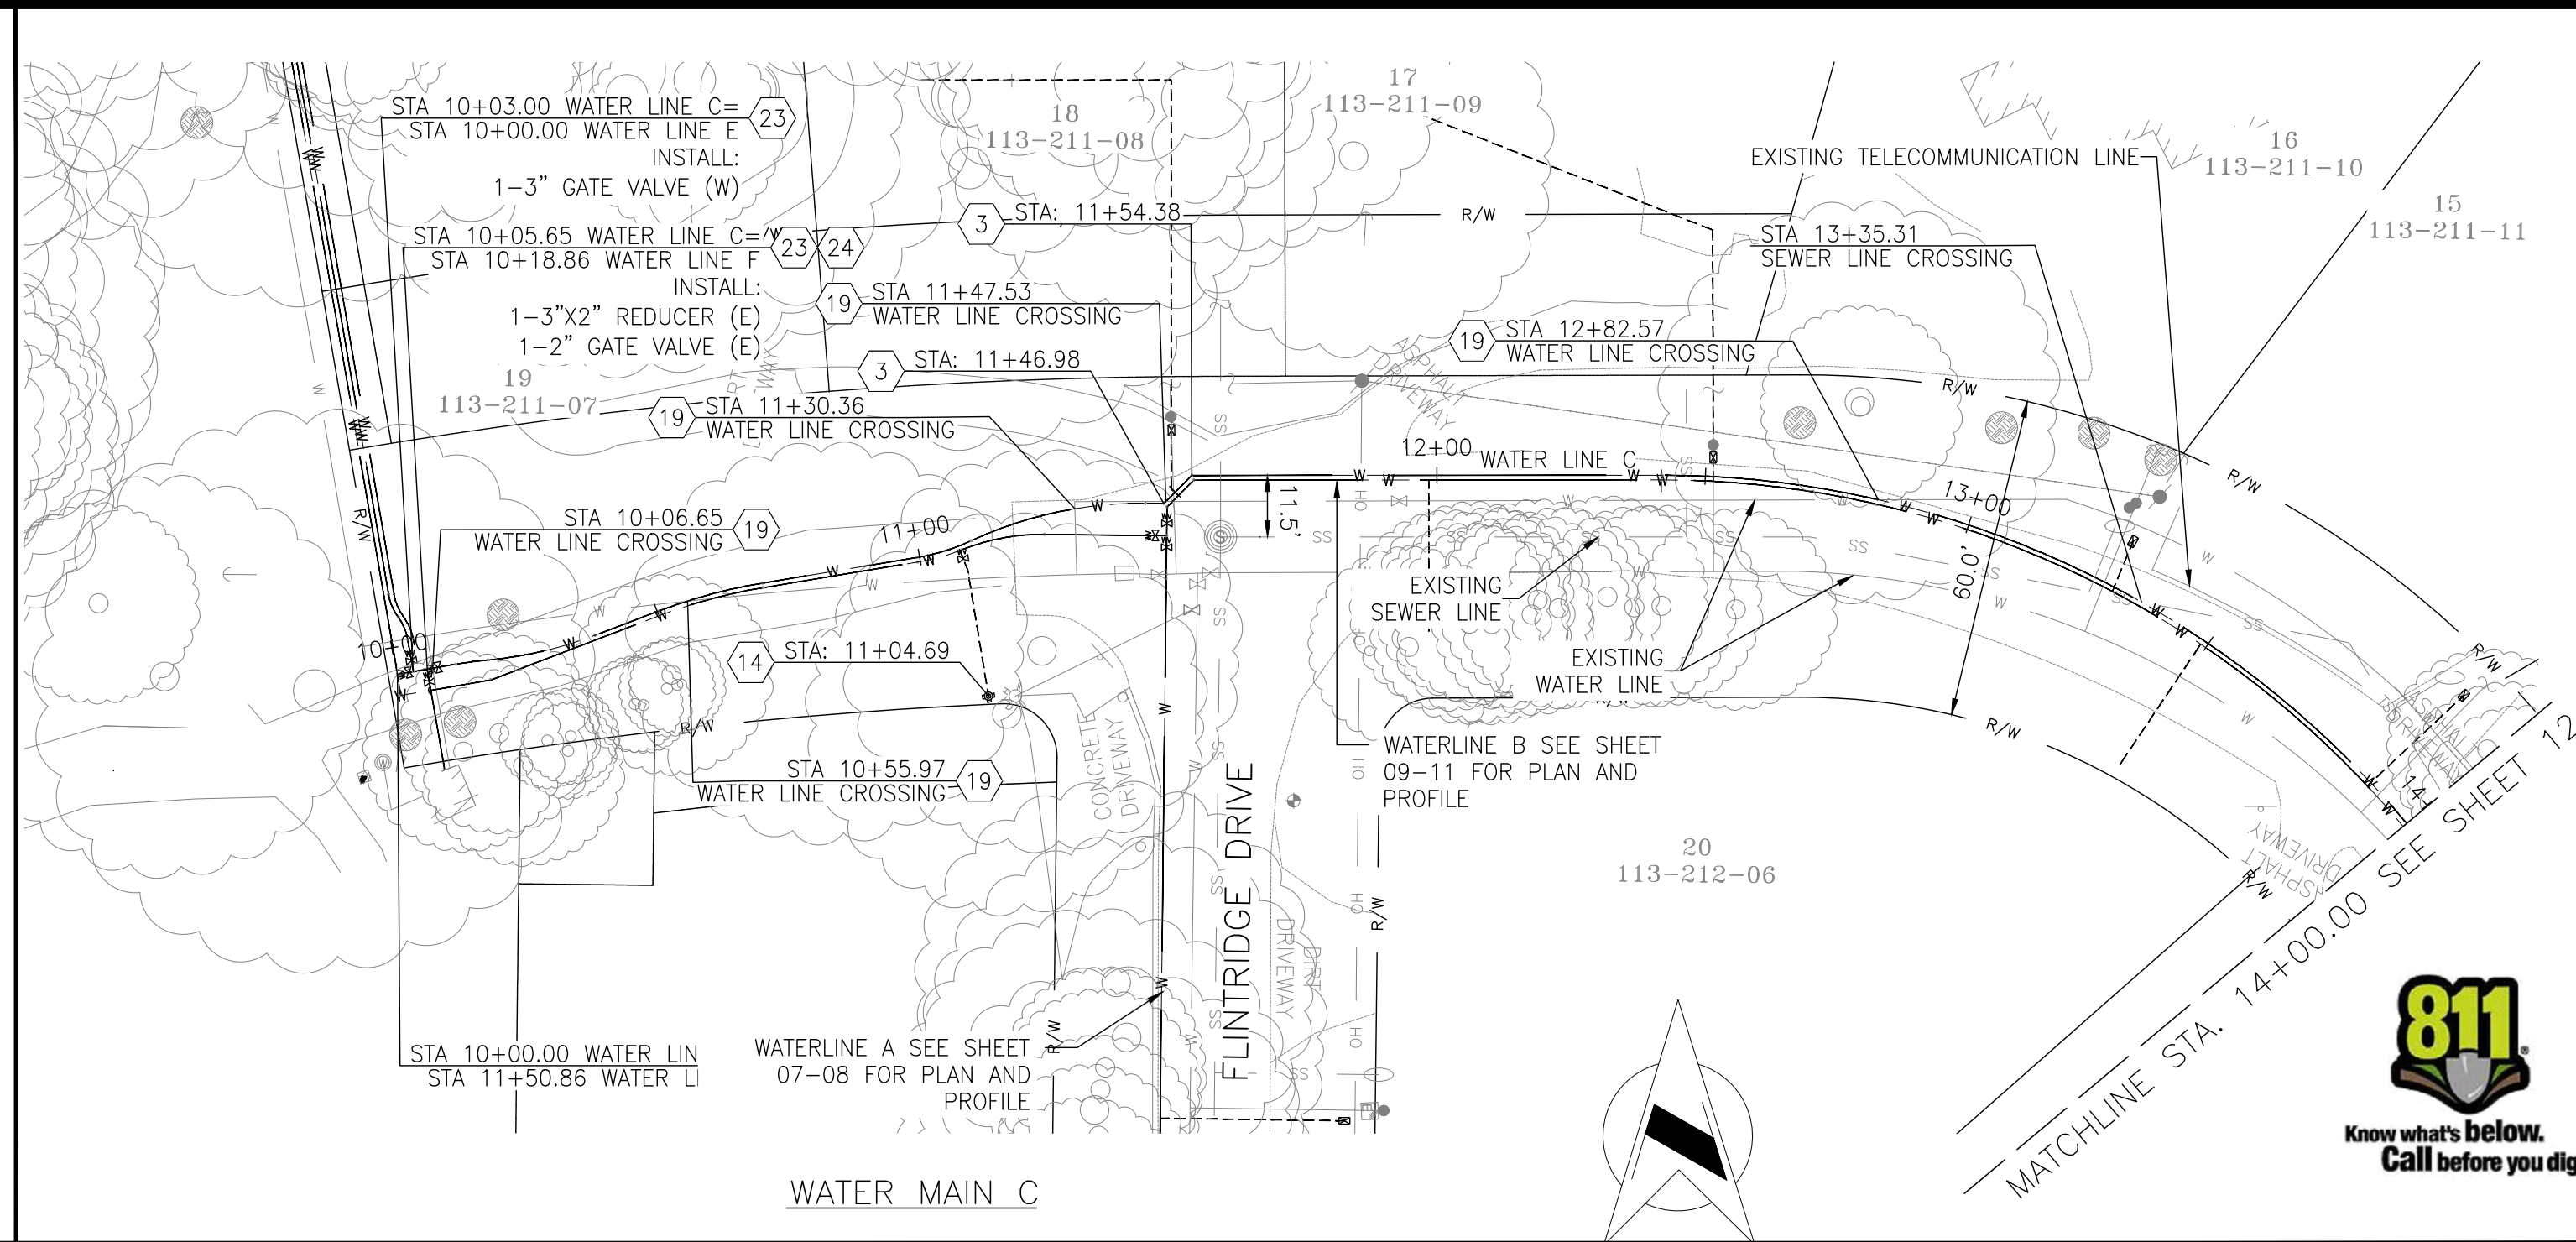 STA 10+03.00 WATER LINE C=
STA 10+00.00 WATER LINE E
23
INSTALL:
1-3” GATE VALVE (W)
STA 10+05.65 WATER LINE C=
STA 10+18.86 WATER LINE F
23
24
INSTALL:
1-3”X2” REDUCER (E)
1-2” GATE VALVE (E)
19
113-211-07
18
113-211-08
17
113-211-09
16
113-211-10
15
113-211-11
3
STA: 11+54.38
R/W
19
STA 11+47.53
WATER LINE CROSSING
3
STA: 11+46.98
19
STA 11+30.36
WATER LINE CROSSING
EXISTING TELECOMMUNICATION LINE
STA 13+35.31
SEWER LINE CROSSING
19
STA 12+82.57
WATER LINE CROSSING
ASPHALT
DRIVEWAY
R/W
R/W
R/W
12+00
WATER LINE C
13+00
11+00
10+00
11.5'
60.0'
STA 10+06.65
WATER LINE CROSSING
19
14
STA: 11+04.69
EXISTING
SEWER LINE
EXISTING
WATER LINE
R/W
R/W
R/W
STA 10+55.97
WATER LINE CROSSING
19
CONCRETE
DRIVEWAY
WATERLINE B SEE SHEET
09-11 FOR PLAN AND
PROFILE
FLINTRIDGE DRIVE
DIRT
DRIVEWAY
R/W
R/W
20
113-212-06
R/W
DRIVEWAY
MATCHLINE STA. 14+00.00 SEE SHEET 12
STA 10+00.00 WATER LIN
STA 11+50.86 WATER L
WATERLINE A SEE SHEET
07-08 FOR PLAN AND
PROFILE
811
Know what's below.
Call before you dig
WATER MAIN C